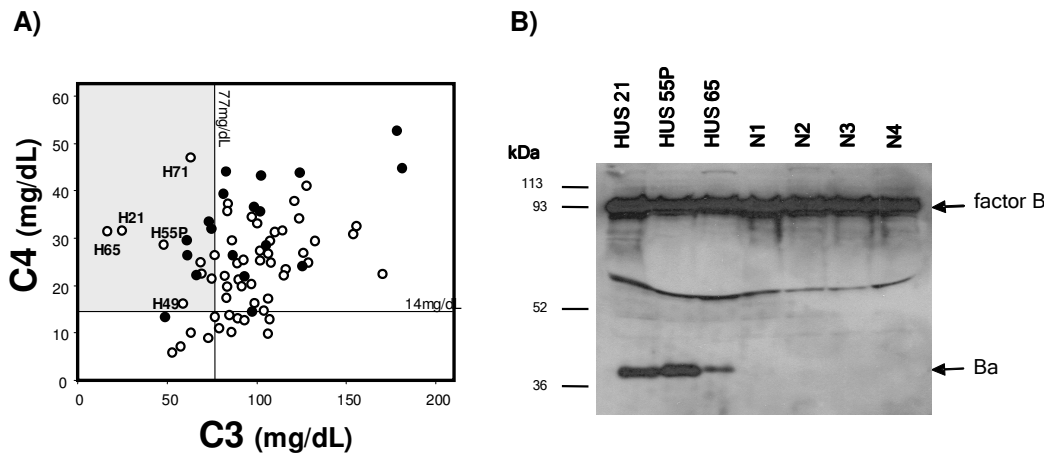 A)
B)
60
50
40
30
20
10
0
C4 (mg/dL)
77mg/dL
H71
H21
H65
H55P
H49
14mg/dL
0
50
100
150
200
C3 (mg/dL)
HUS 21
HUS 55P
HUS 65
N1
N2
N3
N4
kDa
113
93
52
36
factor B
Ba